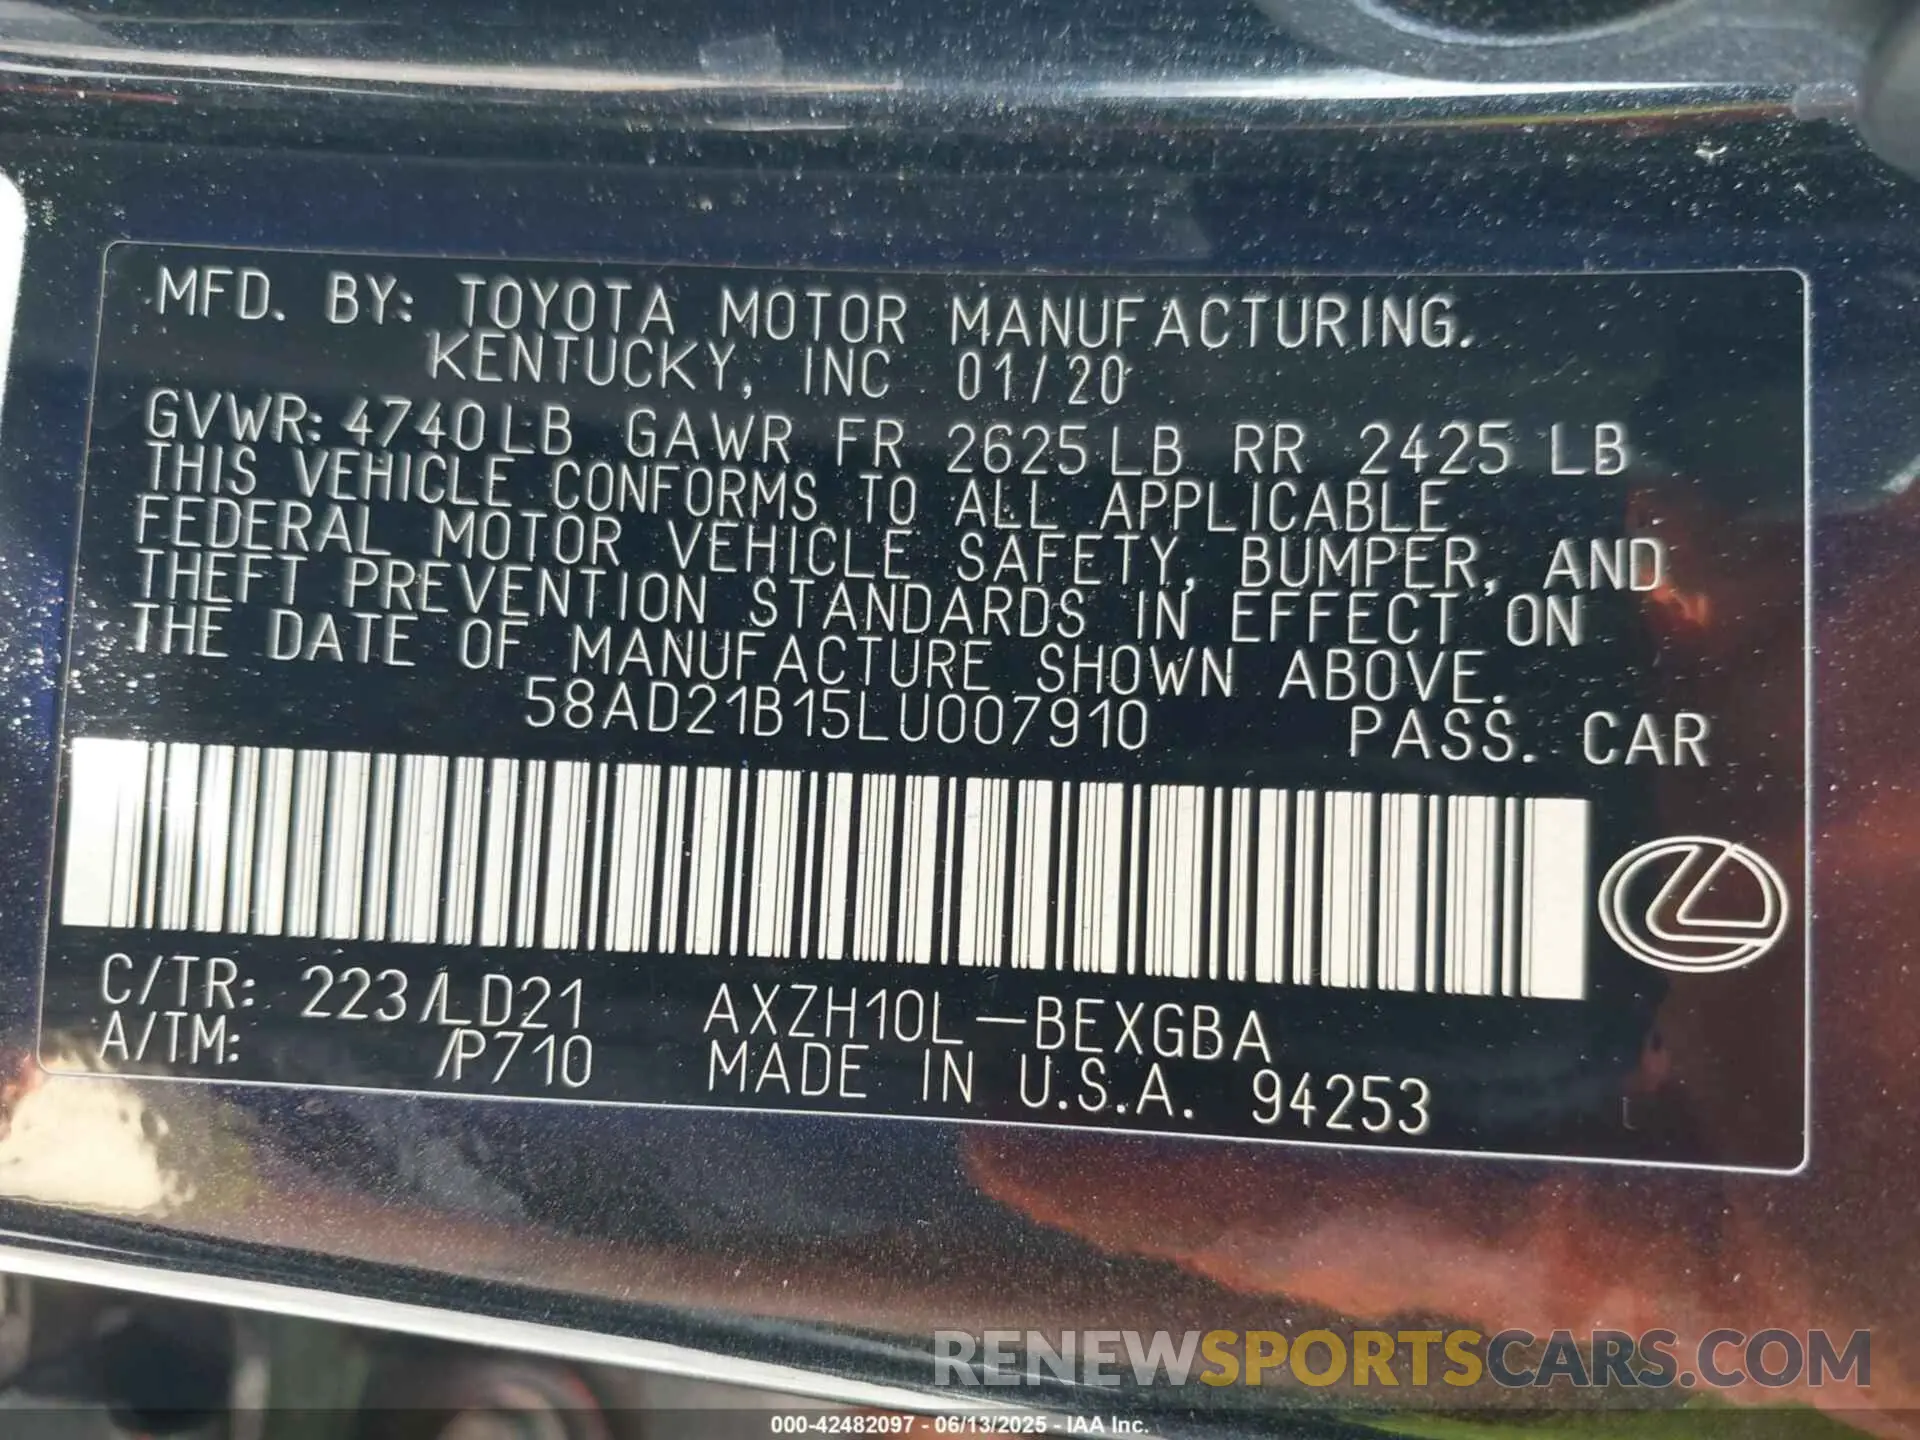 MFD. BY: TOYOTA MOTOR MANUFACTURING.
KENTUCKY, INC 01/20
GVWR: 4740LB GAWR FR 2625LB RR 2425 LB
THIS VEHICLE CONFORMS TO ALL APPLICABLE
FEDERAL MOTOR VEHICLE SAFETY, BUMPER, AND
THEFT PREVENTION STANDARDS IN EFFECT ON
THE DATE OF MANUFACTURE SHOWN ABOVE.
58AD21B15LU007910 PASS. CAR
C/TR: 223/LD21 AXZH10L-BEXGBA
A/TM: /P710 MADE IN U.S.A. 94253
RENEWSPORTSCARS.COM
000-42482097 - 06/13/2025 - IAA Inc.